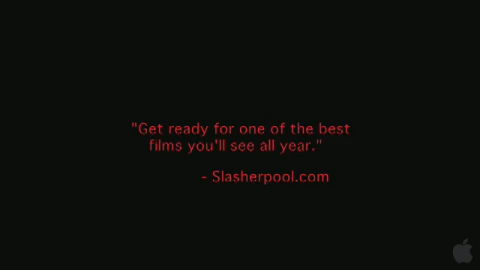 "Get ready for one of the best
films you'll see all year."
- Slasherpool.com